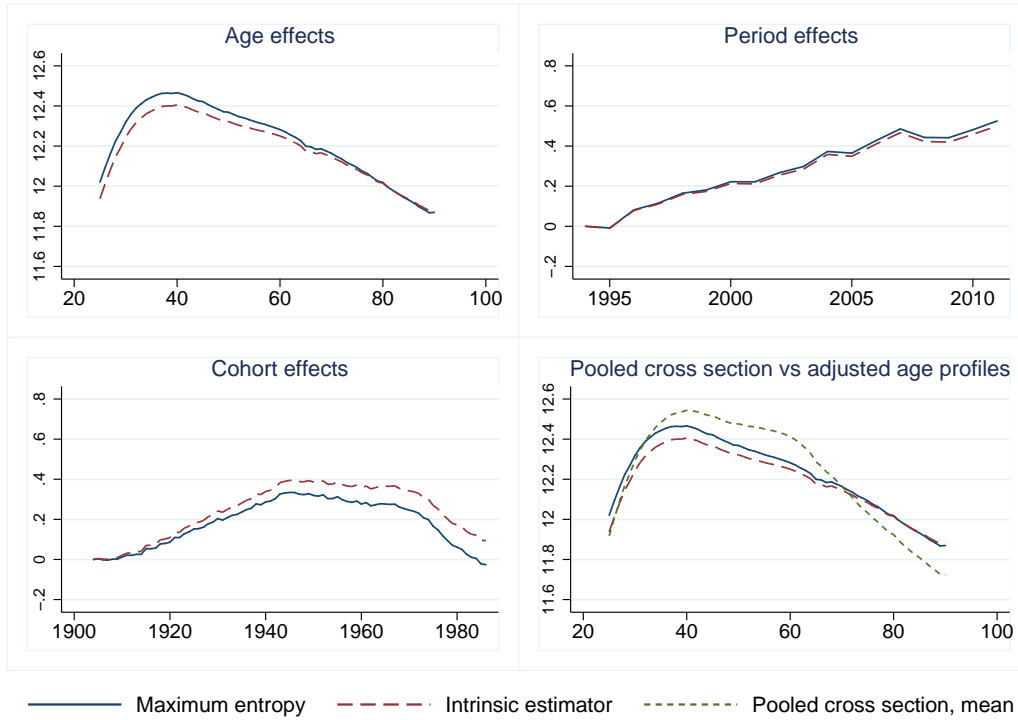 Age effects
12.6
12.4
12.2
12
11.8
11.6
20 40 60 80 100
Period effects
.8
.6
.4
.2
0
-.2
1995 2000 2005 2010
Cohort effects
.8
.6
.4
.2
0
-.2
1900 1920 1940 1960 1980
Pooled cross section vs adjusted age profiles
12.6
12.4
12.2
12
11.8
11.6
20 40 60 80 100
Maximum entropy Intrinsic estimator Pooled cross section, mean